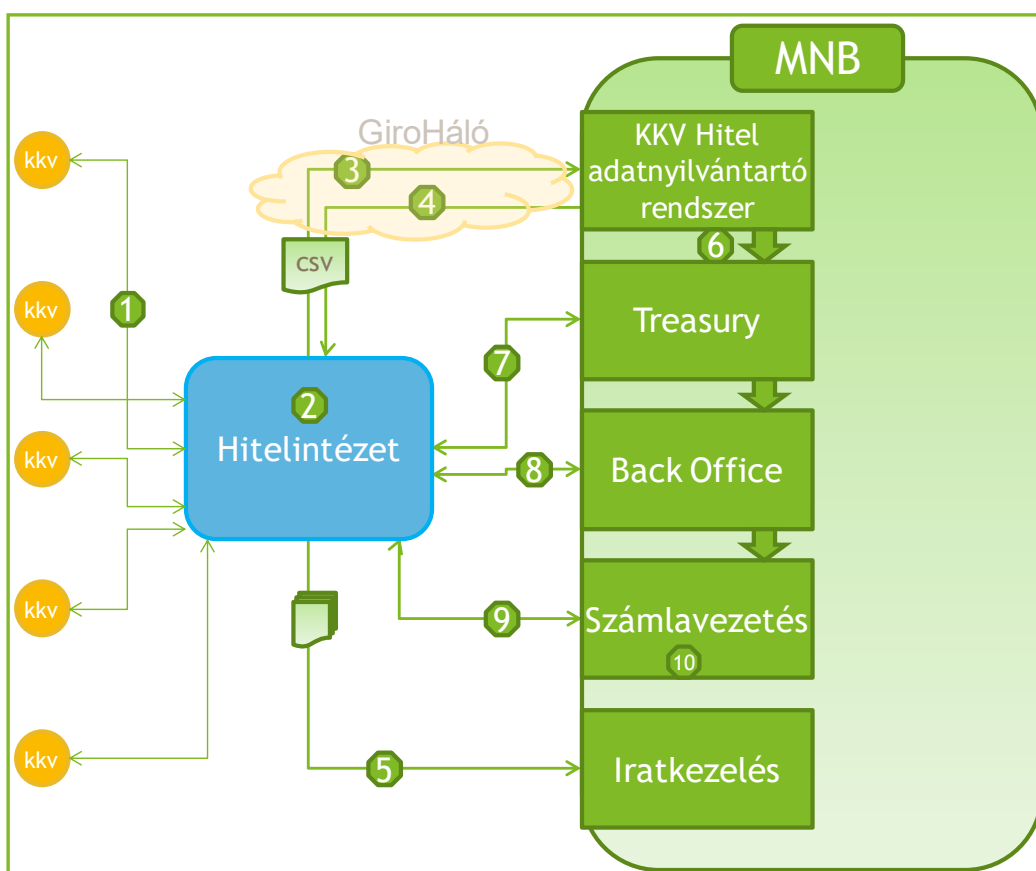 MNB
GiroHáló
KKV Hitel
adatnyilvántartó
rendszer
kkv
3
4
6
CSV
kkv
1
Treasury
7
2
Hitelintézet
kkv
8
Back Office
kkv
9
Számlavezetés
10
kkv
5
Iratkezelés